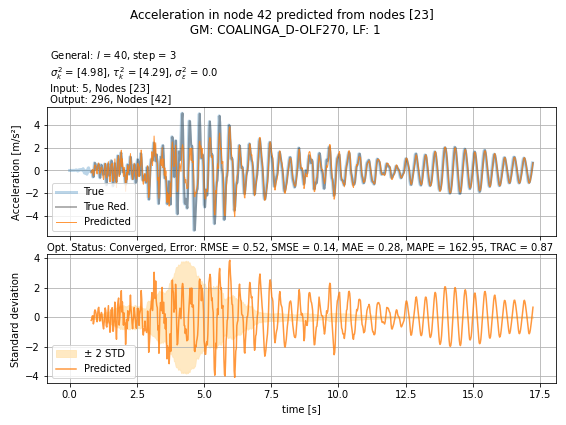 Acceleration in node 42 predicted from nodes [23]
GM: COALINGA_D-OLF270, LF: 1
General: l = 40, step = 3
σ²ₖ = [4.98], τ²ₖ = [4.29], σ²ε = 0.0
Input: 5, Nodes [23]
Output: 296, Nodes [42]
Acceleration [m/s²]
4
2
0
−2
−4
True
True Red.
Predicted
Opt. Status: Converged, Error: RMSE = 0.52, SMSE = 0.14, MAE = 0.28, MAPE = 162.95, TRAC = 0.87
Standard deviation
4
2
0
−2
−4
± 2 STD
Predicted
0.0 2.5 5.0 7.5 10.0 12.5 15.0 17.5
time [s]